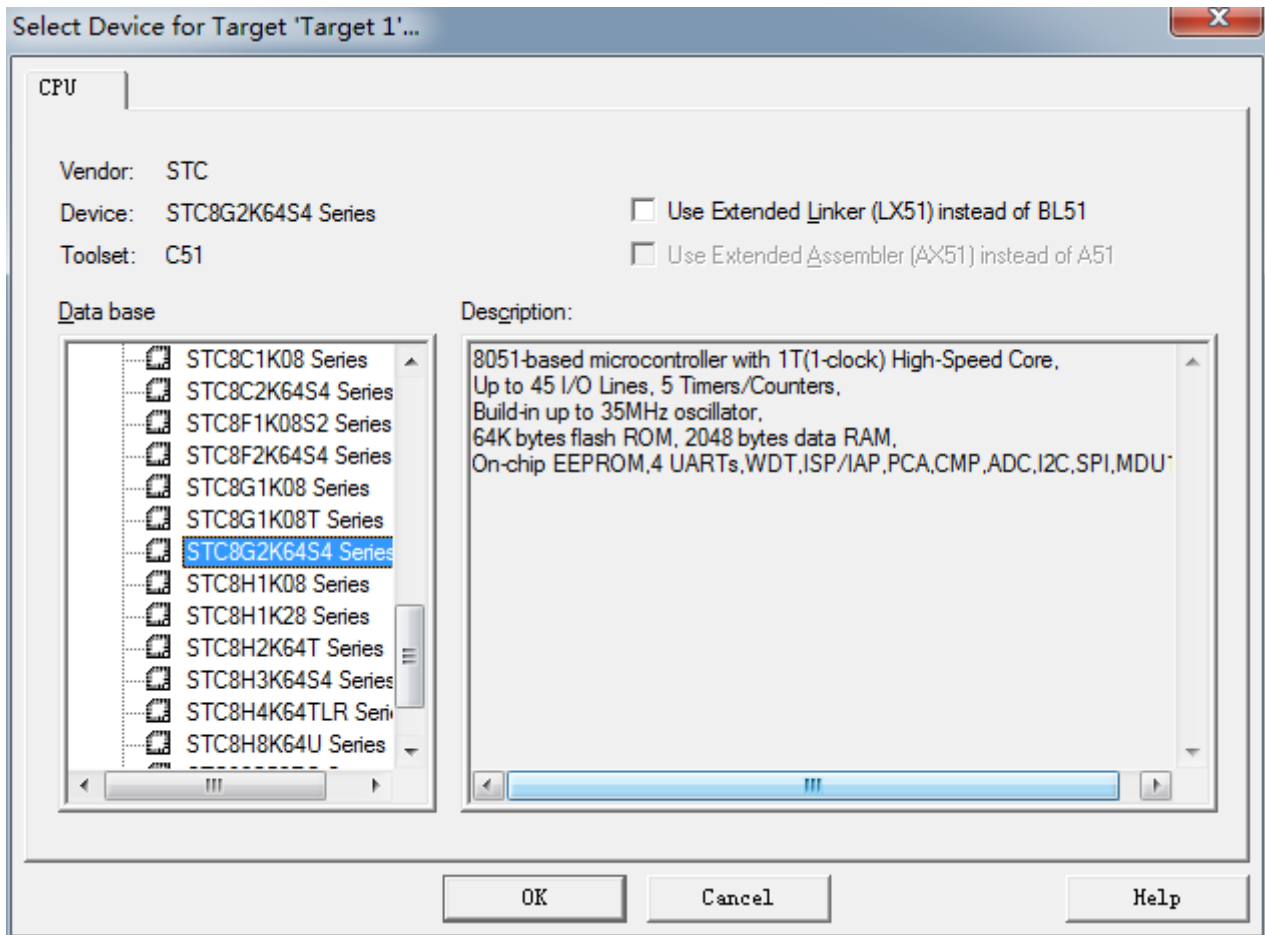 Select Device for Target 'Target 1'...
CPU
Vendor: STC
Device: STC8G2K64S4 Series
Toolset: C51
Use Extended Linker (LX51) instead of BL51
Use Extended Assembler (AX51) instead of A51
Data base
STC8C1K08 Series
STC8C2K64S4 Series
STC8F1K08S2 Series
STC8F2K64S4 Series
STC8G1K08 Series
STC8G1K08T Series
STC8G2K64S4 Series
STC8H1K08 Series
STC8H1K28 Series
STC8H2K64T Series
STC8H3K64S4 Series
STC8H4K64TLR Seri
STC8H8K64U Series
Description:
8051-based microcontroller with 1T(1-clock) High-Speed Core,
Up to 45 I/O Lines, 5 Timers/Counters,
Build-in up to 35MHz oscillator,
64K bytes flash ROM, 2048 bytes data RAM,
On-chip EEPROM,4 UARTs,WDT,ISP/IAP,PCA,CMP,ADC,I2C,SPI,MDU1
OK
Cancel
Help